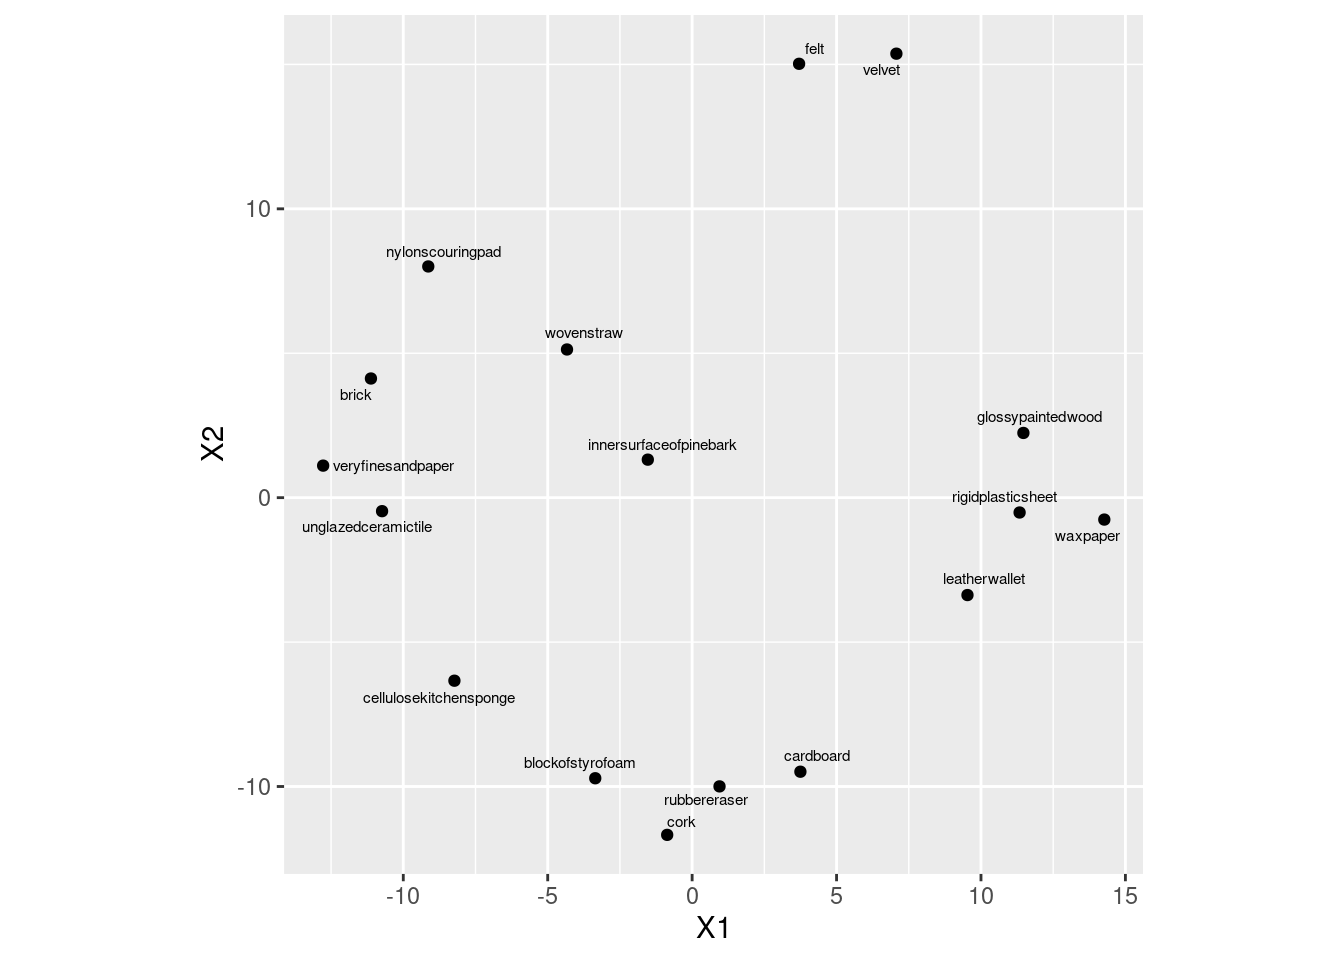 felt
velvet
10
nylonscouringpad
wovenstraw
brick
glossypaintedwood
innersurfaceofpinebark
X2
veryfinesandpaper
0
rigidplasticsheet
unglazedceramictile
waxpaper
leatherwallet
cellulosekitchensponge
cardboard
blockofstyrofoam
-10
rubbereraser
cork
-10 -5 0 5 10 15
X1